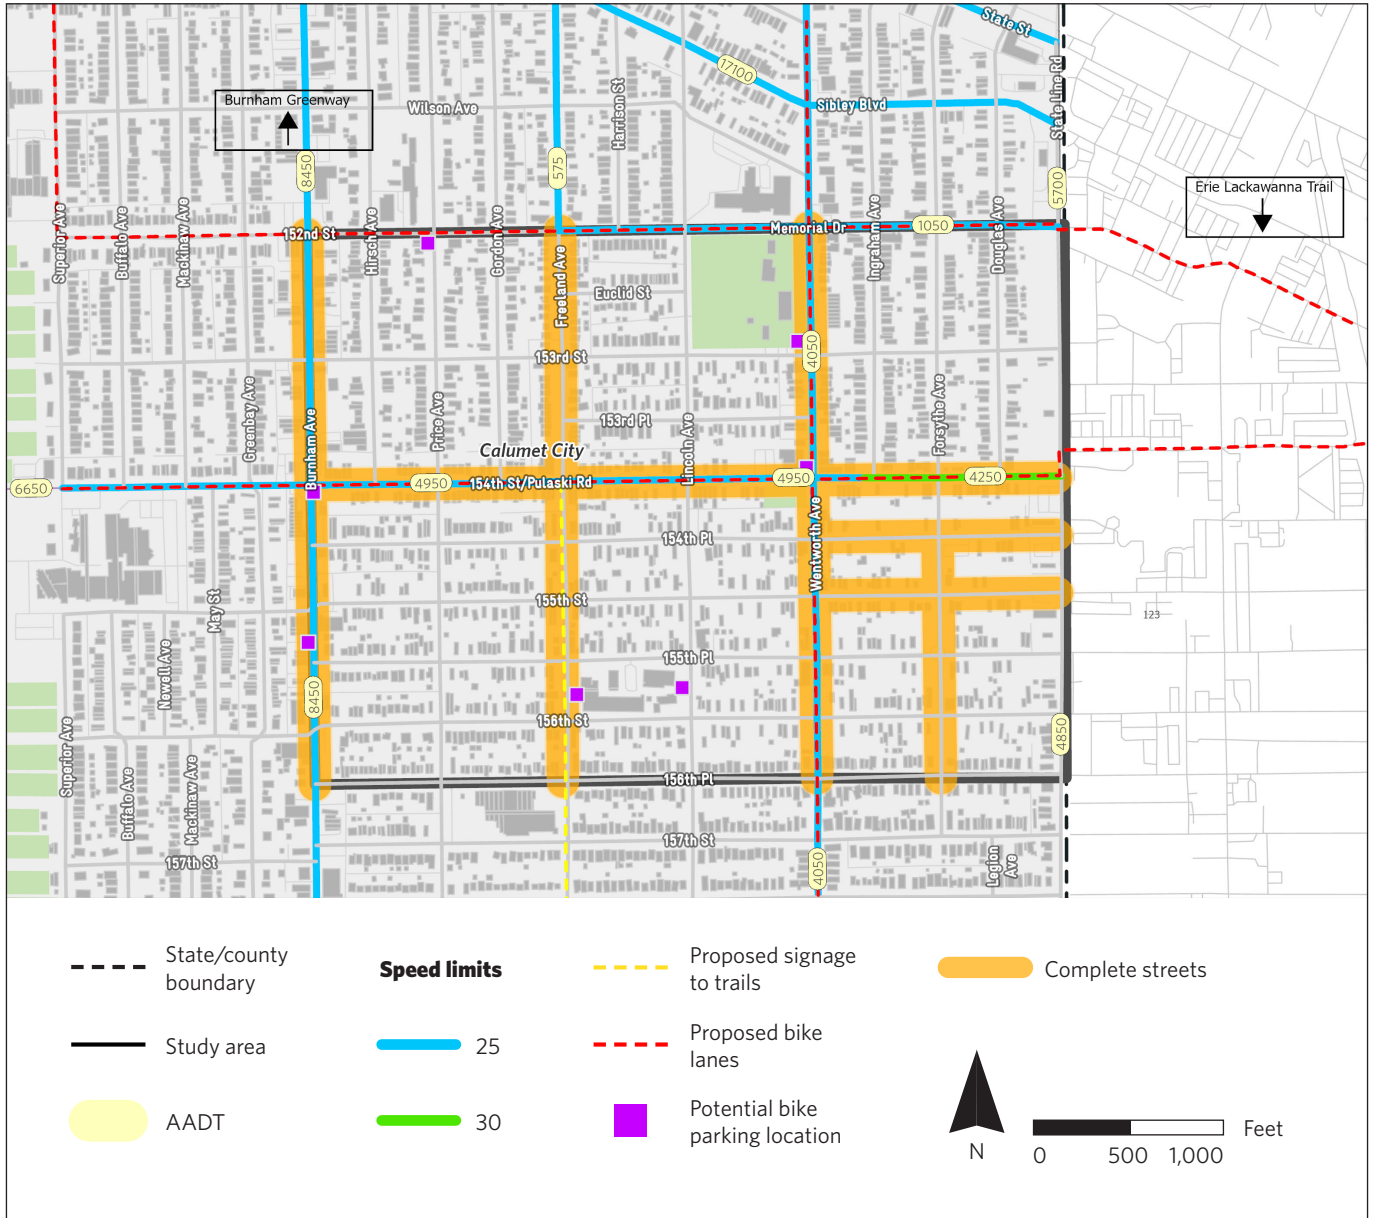 State St
17100
Sibley Blvd
State Line Rd
Burnham Greenway
Wilson Ave
Harrison St
8450
575
5700
Erie Lackawanna Trail
Superior Ave
Buffalo Ave
Mackinaw Ave
152nd St
Hirsch Ave
Gordon Ave
Freeland Ave
Memorial Dr
Ingraham Ave
1050
Douglas Ave
Euclid St
153rd St
4050
Greenbay Ave
Burnham Ave
Price Ave
153rd Pl
Lincoln Ave
Forsythe Ave
Calumet City
6650
4950
154th St/Pulaski Rd
4950
4250
Wentworth Ave
154th Pl
May St
155th St
123
Newell Ave
155th Pl
8450
156th St
4850
Superior Ave
Buffalo Ave
Mackinaw Ave
156th Pl
157th St
157th St
4050
Legion
Ave
State/county
boundary
Study area
AADT
Speed limits
25
30
Proposed signage
to trails
Proposed bike
lanes
Potential bike
parking location
Complete streets
N
Feet
0 500 1,000